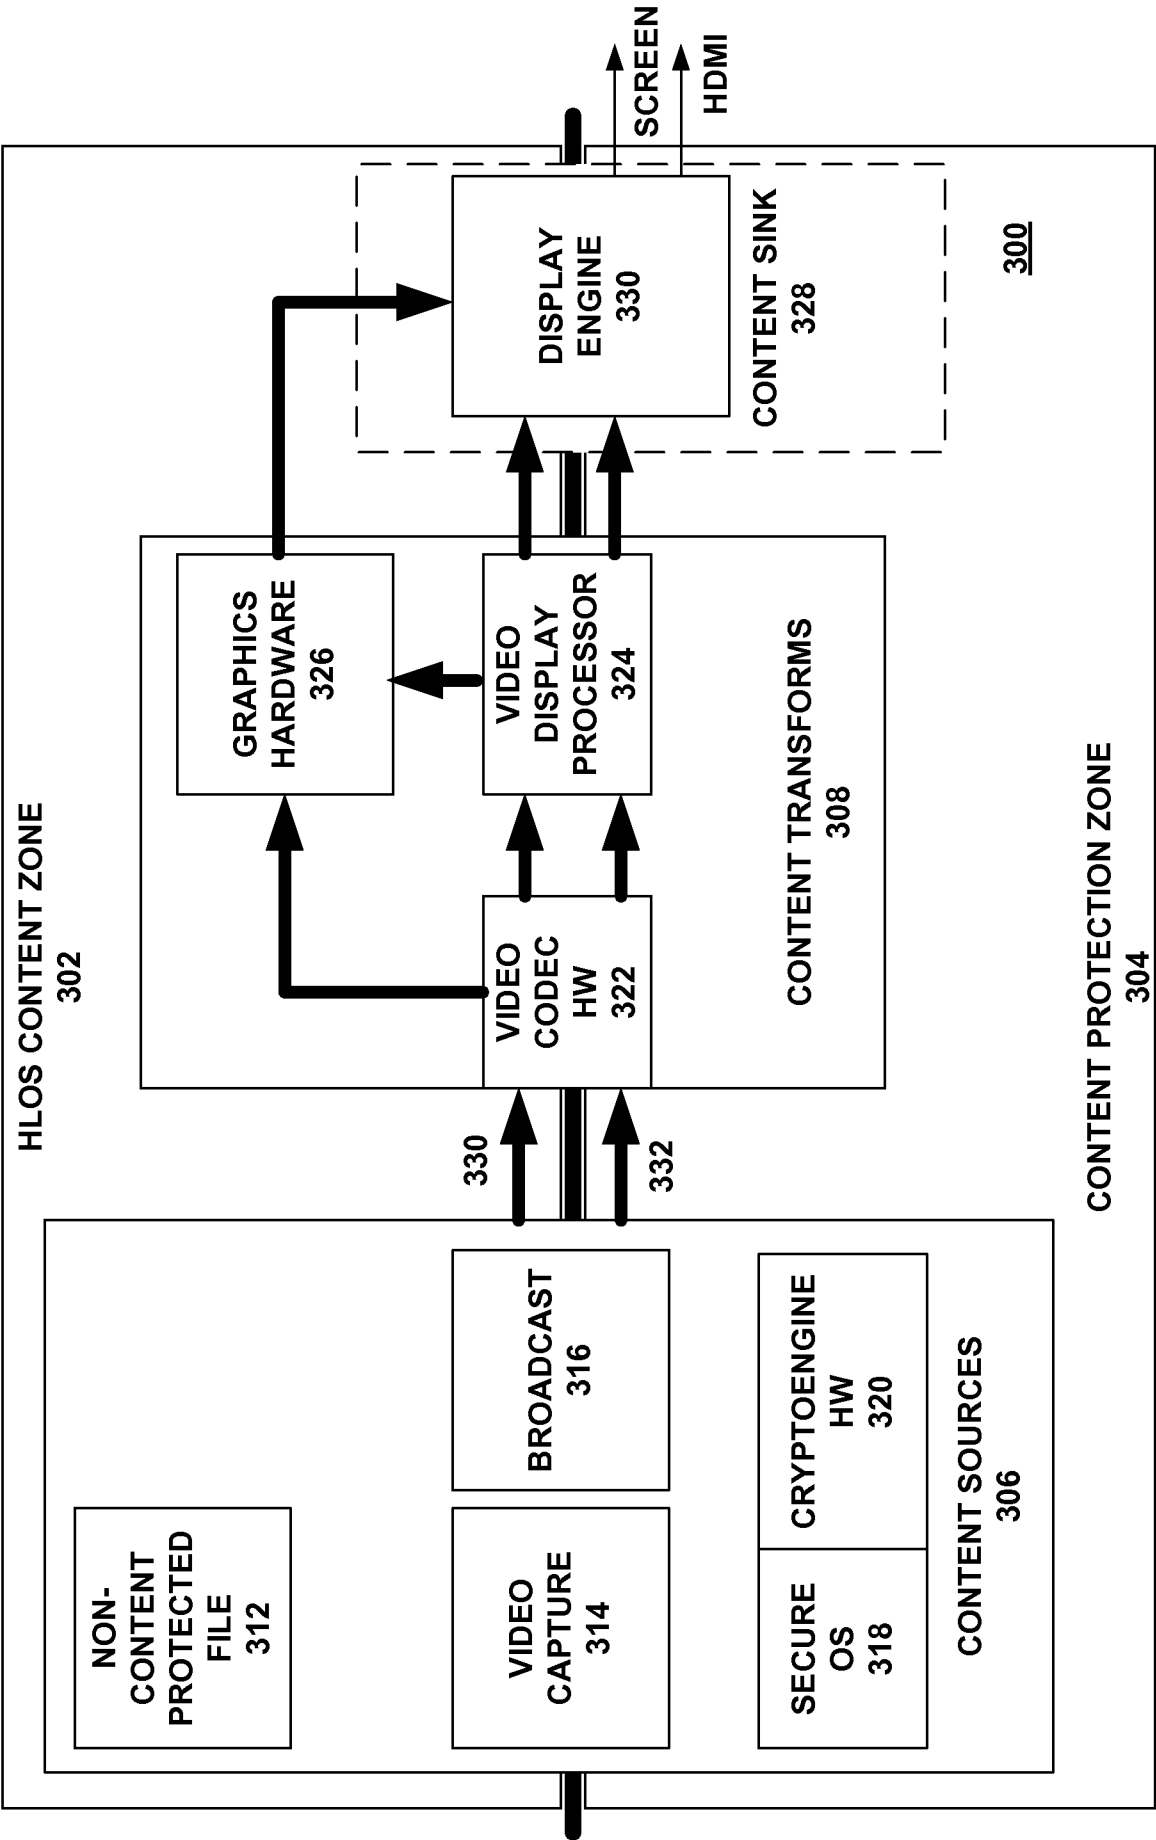 HLOS CONTENT ZONE
302
NON-
CONTENT
PROTECTED
FILE
312
VIDEO
CAPTURE
314
BROADCAST
316
SECURE
OS
318
CRYPTOENGINE
HW
320
CONTENT SOURCES
306
330
332
VIDEO
CODEC
HW
322
GRAPHICS
HARDWARE
326
VIDEO
DISPLAY
PROCESSOR
324
CONTENT TRANSFORMS
308
DISPLAY
ENGINE
330
CONTENT SINK
328
SCREEN
HDMI
300
CONTENT PROTECTION ZONE
304